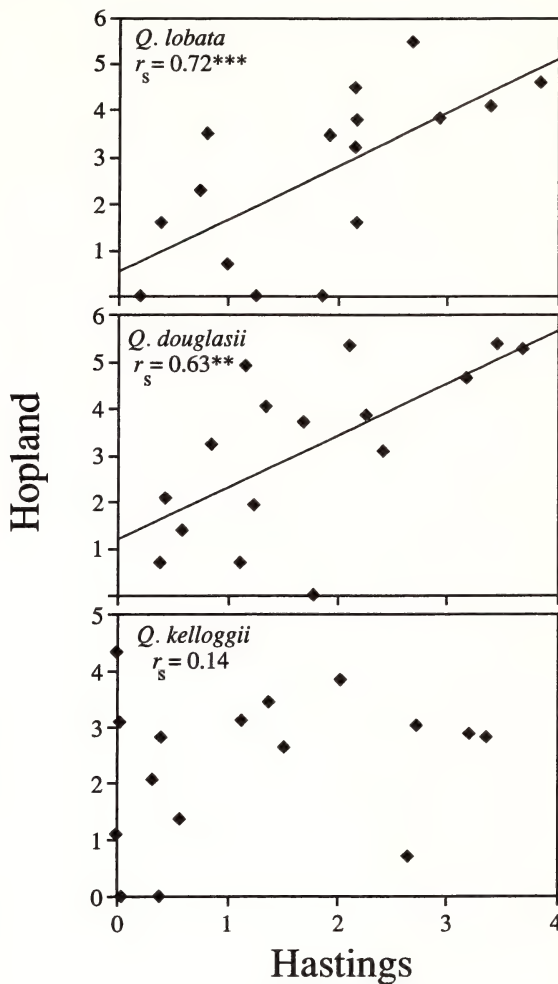 6
Q. lobata
5
r_s = 0.72***
4
3
2
1
6
Q. douglasii
5
r_s = 0.63**
4
3
2
1
Hopland
5
Q. kelloggii
4
r_s = 0.14
3
2
1
0
0 1 2 3 4
Hastings